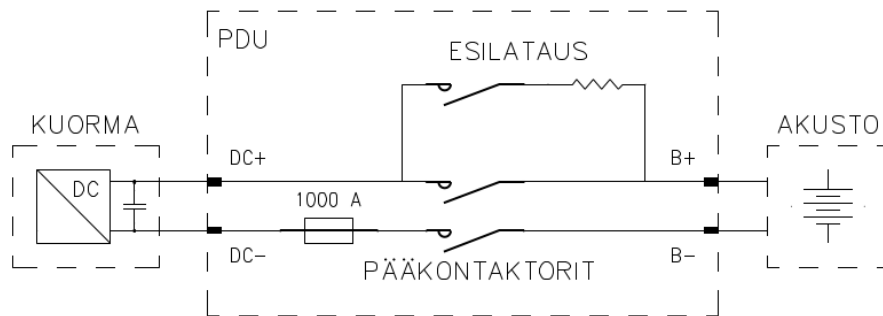 PDU
ESILATAUS
KUORMA
AKUSTO
DC+
B+
DC
1000 A
DC-
B-
PÄÄKONTAKTORIT